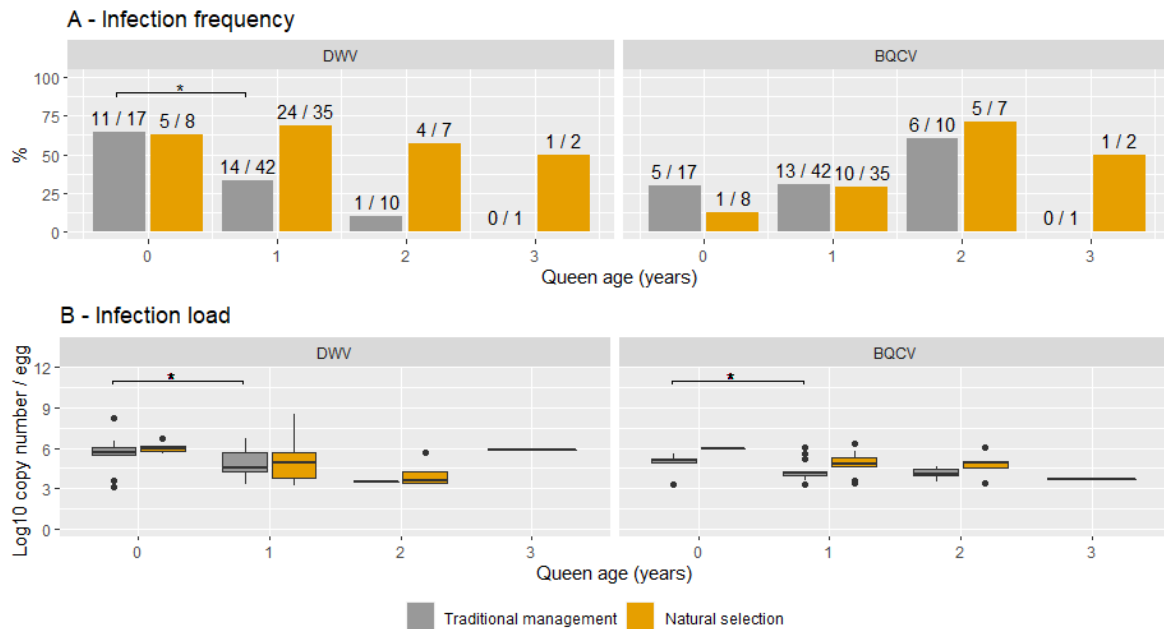 A - Infection frequency
DWV
BQCV
100
75
50
25
0
%
*
11 / 17
5 / 8
14 / 42
24 / 35
1 / 10
4 / 7
0 / 1
1 / 2
5 / 17
1 / 8
13 / 42
10 / 35
6 / 10
5 / 7
0 / 1
1 / 2
0 1 2 3
0 1 2 3
Queen age (years)
B - Infection load
DWV
BQCV
12
9
6
3
0
Log10 copy number / egg
*
*
0 1 2 3
0 1 2 3
Queen age (years)
Traditional management
Natural selection